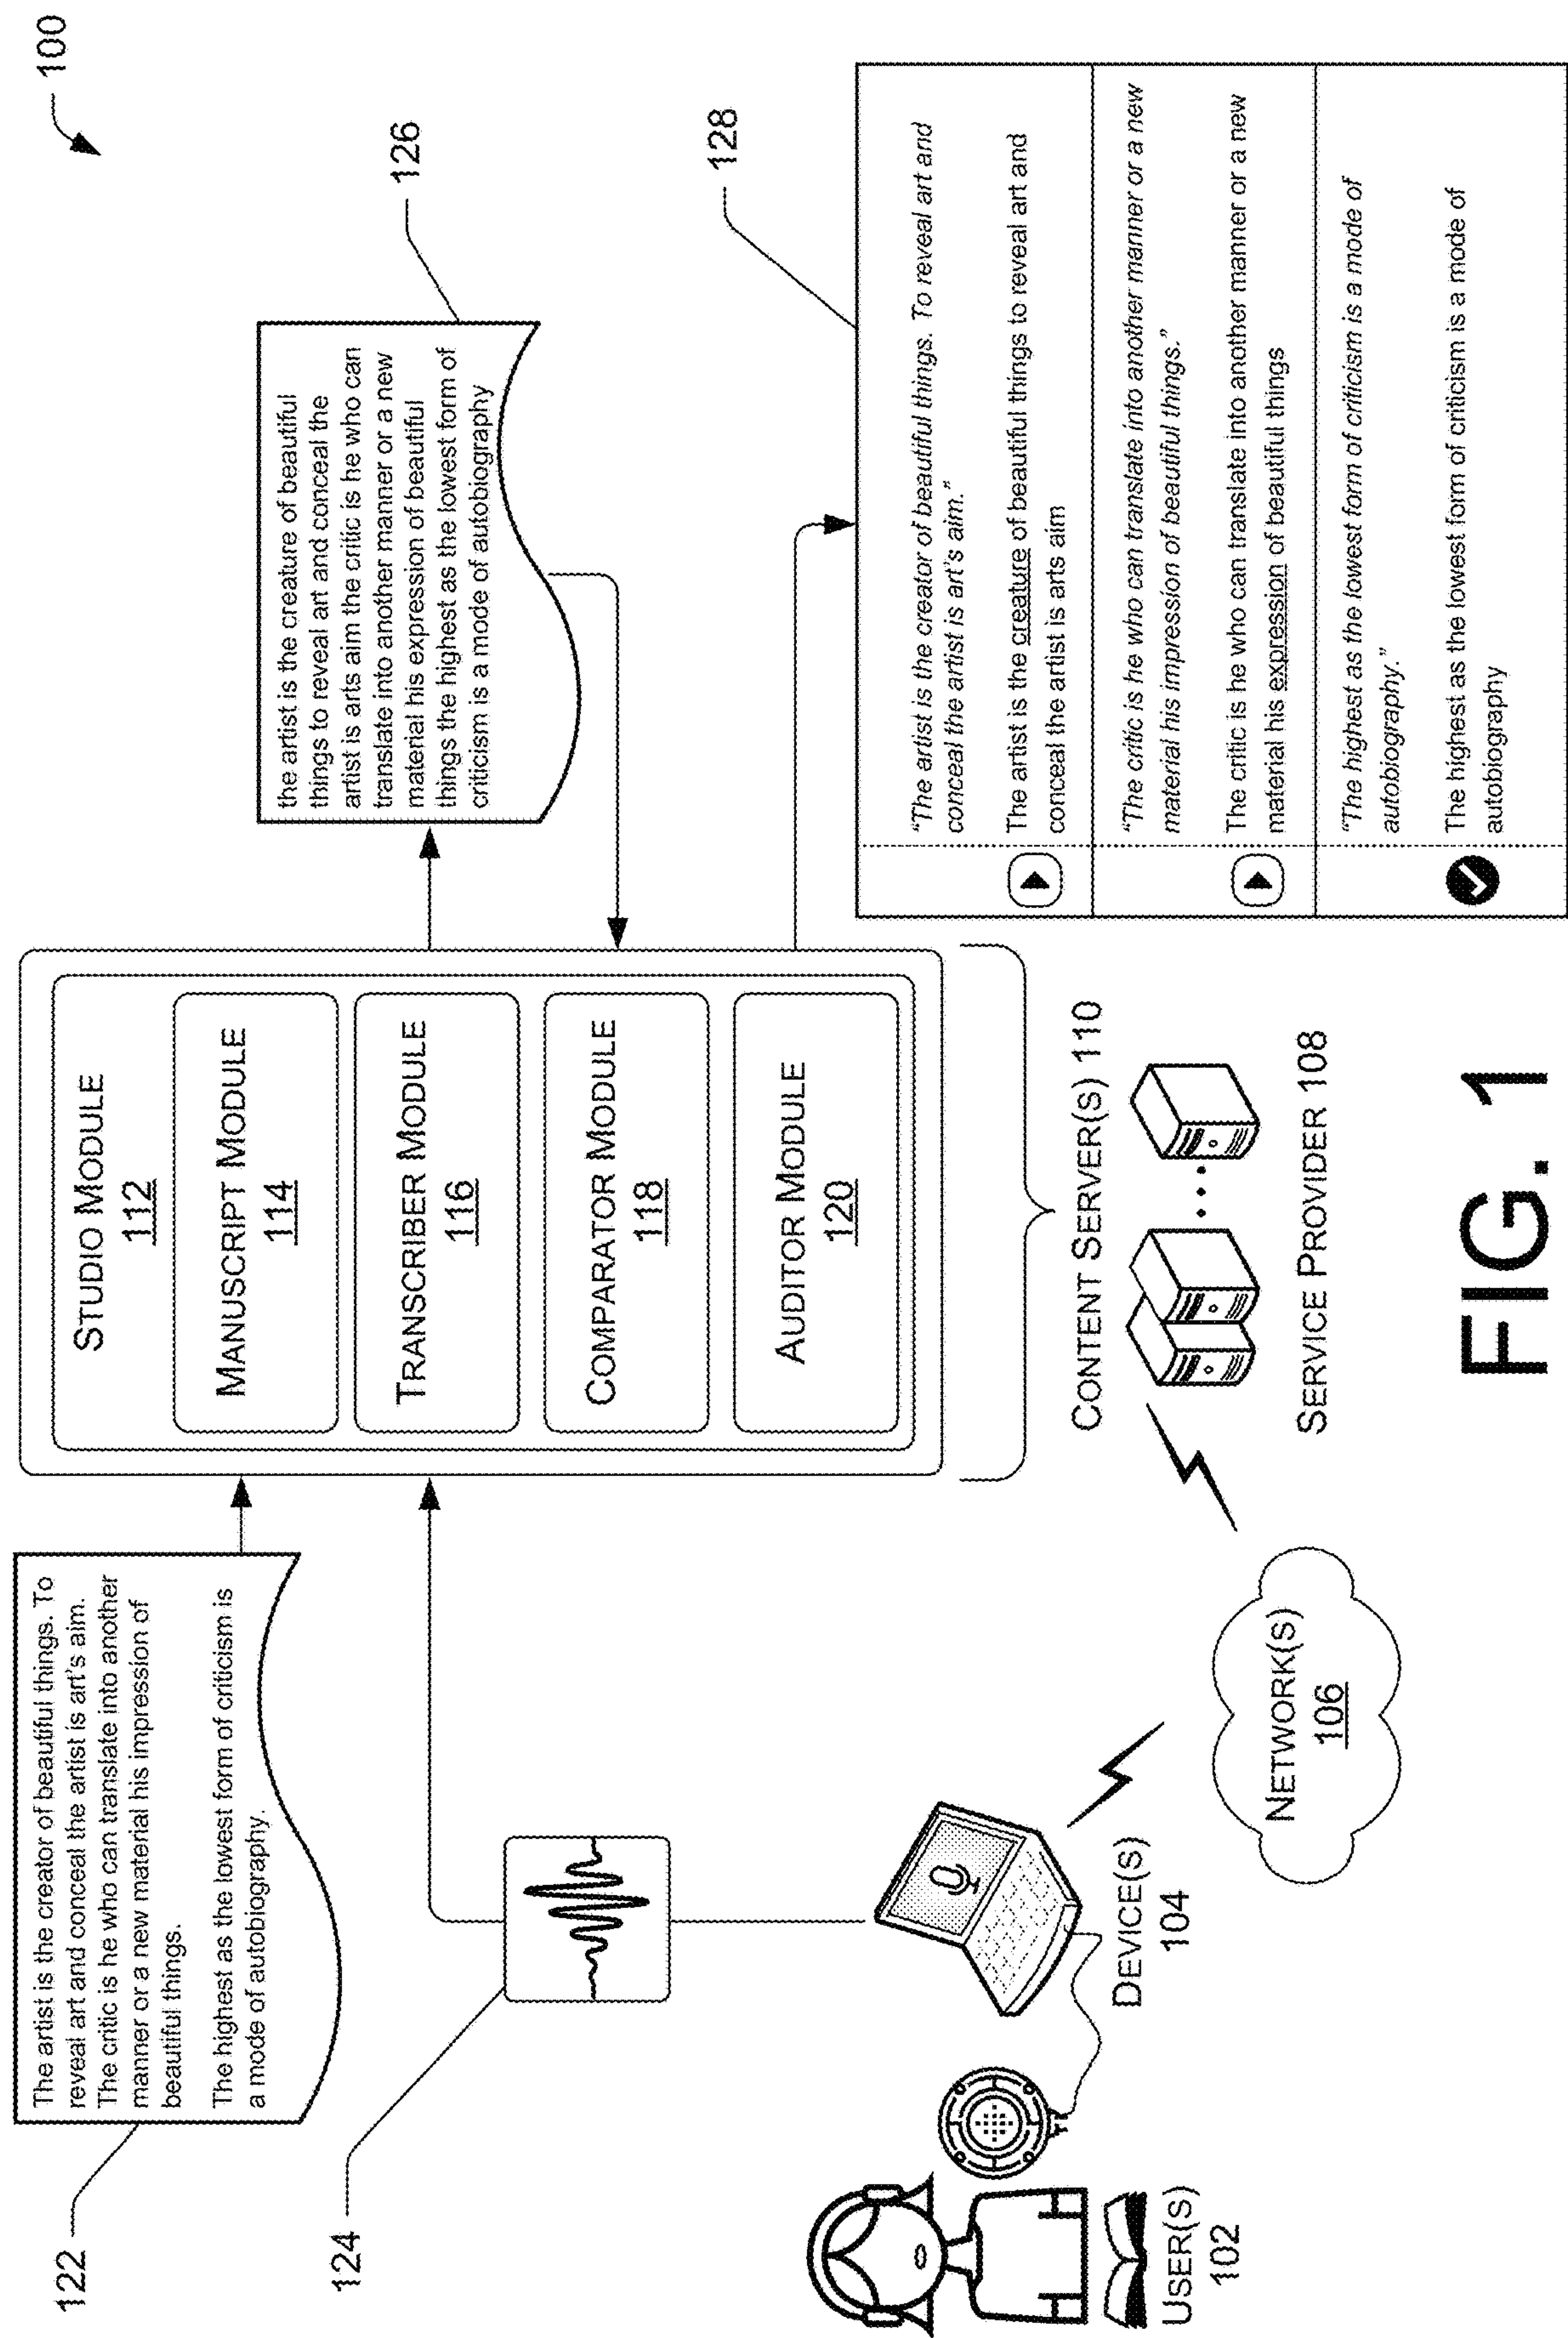 100
122
The artist is the creator of beautiful things. To
reveal art and conceal the artist is art's aim.
The critic is he who can translate into another
manner or a new material his impression of
beautiful things.
The highest as the lowest form of criticism is
a mode of autobiography.
124
STUDIO MODULE
112
MANUSCRIPT MODULE
114
TRANSCRIBER MODULE
116
COMPARATOR MODULE
118
AUDITOR MODULE
120
126
the artist is the creature of beautiful
things to reveal art and conceal the
artist is arts aim the critic is he who can
translate into another manner or a new
material his expression of beautiful
things the highest as the lowest form of
criticism is a mode of autobiography
128
"The artist is the creator of beautiful things. To reveal art and
conceal the artist is art's aim."
The artist is the creature of beautiful things to reveal art and
conceal the artist is arts aim
"The critic is he who can translate into another manner or a new
material his impression of beautiful things."
The critic is he who can translate into another manner or a new
material his expression of beautiful things
"The highest as the lowest form of criticism is a mode of
autobiography."
The highest as the lowest form of criticism is a mode of
autobiography
USER(S)
102
DEVICE(S)
104
NETWORK(S)
106
CONTENT SERVER(S) 110
SERVICE PROVIDER 108
FIG. 1